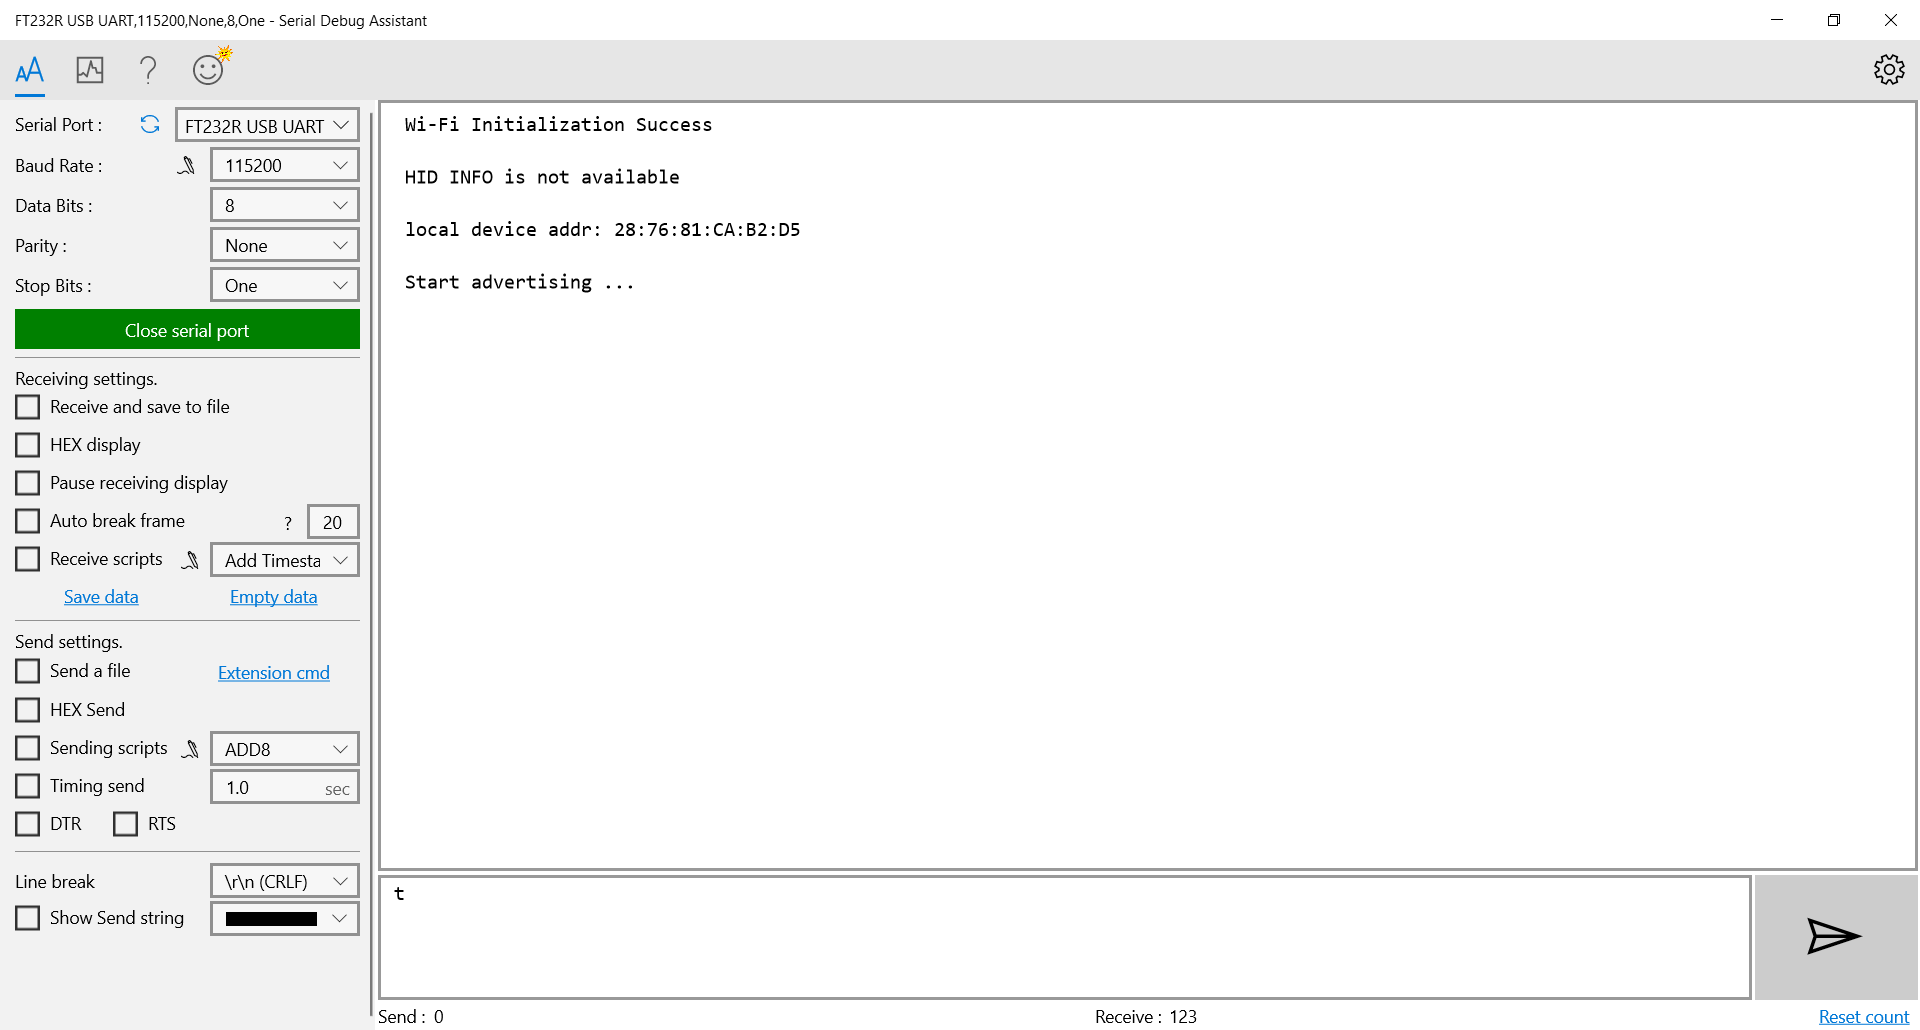 FT232R USB UART,115200,None,8,One - Serial Debug Assistant
Serial Port : FT232R USB UART
Baud Rate : 115200
Data Bits : 8
Parity : None
Stop Bits : One
Close serial port
Receiving settings.
Receive and save to file
HEX display
Pause receiving display
Auto break frame ? 20
Receive scripts Add Timesta
Save data Empty data
Send settings.
Send a file Extension cmd
HEX Send
Sending scripts ADD8
Timing send 1.0 sec
DTR RTS
Line break \r\n (CRLF)
Show Send string
Wi-Fi Initialization Success
HID INFO is not available
local device addr: 28:76:81:CA:B2:D5
Start advertising ...
t
Send : 0 Receive : 123 Reset count